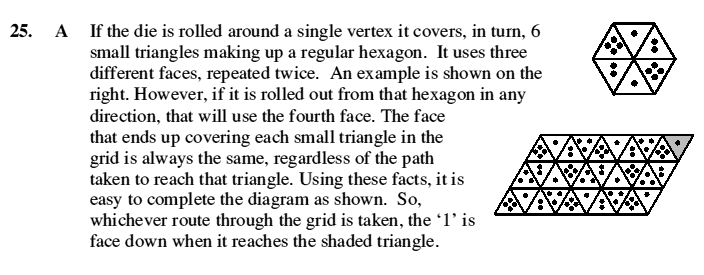 25. A If the die is rolled around a single vertex it covers, in turn, 6
small triangles making up a regular hexagon. It uses three
different faces, repeated twice. An example is shown on the
right. However, if it is rolled out from that hexagon in any
direction, that will use the fourth face. The face
that ends up covering each small triangle in the
grid is always the same, regardless of the path
taken to reach that triangle. Using these facts, it is
easy to complete the diagram as shown. So,
whichever route through the grid is taken, the ‘1’ is
face down when it reaches the shaded triangle.